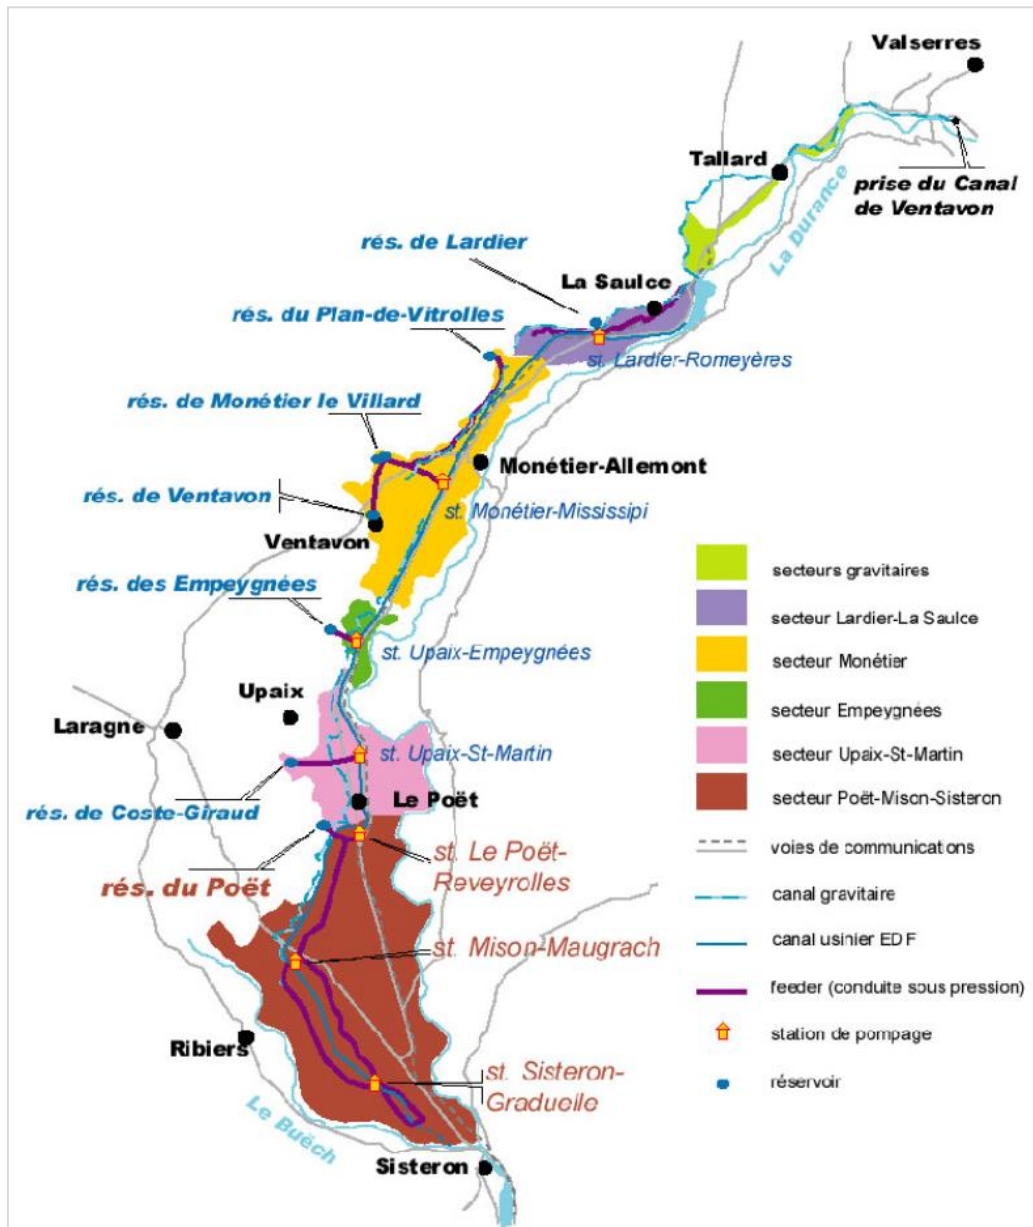 Valserres
Tallard
prise du Canal
de Ventavon
La Durance
rés. de Lardier
La Saulce
rés. du Plan-de-Vitrolles
st. Lardier-Romeyères
rés. de Monétier le Villard
Monétier-Allemont
rés. de Ventavon
st. Monétier-Mississipi
Ventavon
rés. des Empeygnées
st. Upaix-Empeygnées
Upaix
Laragne
st. Upaix-St-Martin
Le Poët
rés. de Coste-Giraud
st. Le Poët-
Reveyrolles
rés. du Poët
st. Mison-Maugrach
Ribiers
st. Sisteron-
Graduelle
Le Buëch
Sisteron
secteurs gravitaires
secteur Lardier-La Saulce
secteur Monétier
secteur Empeygnées
secteur Upaix-St-Martin
secteur Poët-Mison-Sisteron
voies de communications
canal gravitaire
canal usinier EDF
feeder (conduite sous pression)
station de pompage
réservoir